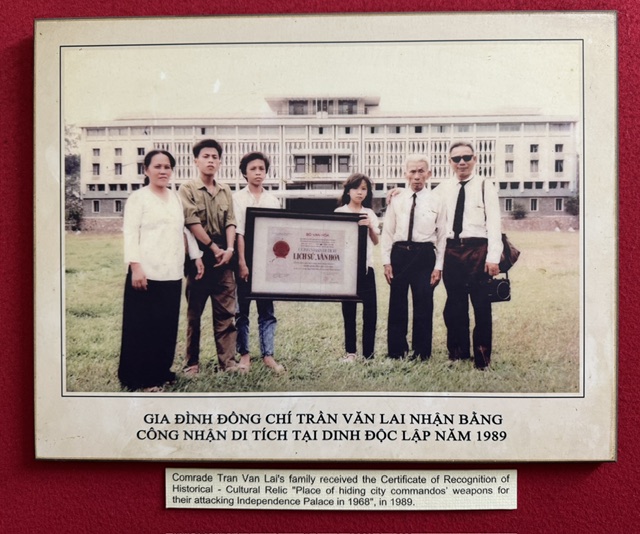 LỊCH SỬ, VĂN HÓA
GIA ĐÌNH ĐỒNG CHÍ TRẦN VĂN LAI NHẬN BẰNG
CÔNG NHẬN DI TÍCH TẠI DINH ĐỘC LẬP NĂM 1989
Comrade Tran Van Lai's family received the Certificate of Recognition of
Historical - Cultural Relic "Place of hiding city commandos' weapons for
their attacking Independence Palace in 1968", in 1989.